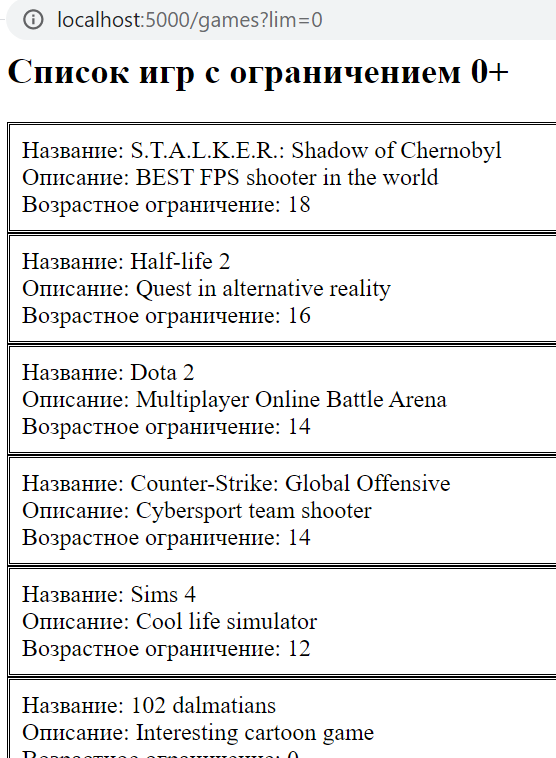 localhost:5000/games?lim=0
Список игр с ограничением 0+
Название: S.T.A.L.K.E.R.: Shadow of Chernobyl
Описание: BEST FPS shooter in the world
Возрастное ограничение: 18
Название: Half-life 2
Описание: Quest in alternative reality
Возрастное ограничение: 16
Название: Dota 2
Описание: Multiplayer Online Battle Arena
Возрастное ограничение: 14
Название: Counter-Strike: Global Offensive
Описание: Cybersport team shooter
Возрастное ограничение: 14
Название: Sims 4
Описание: Cool life simulator
Возрастное ограничение: 12
Название: 102 dalmatians
Описание: Interesting cartoon game
Возрастное ограничение: 0